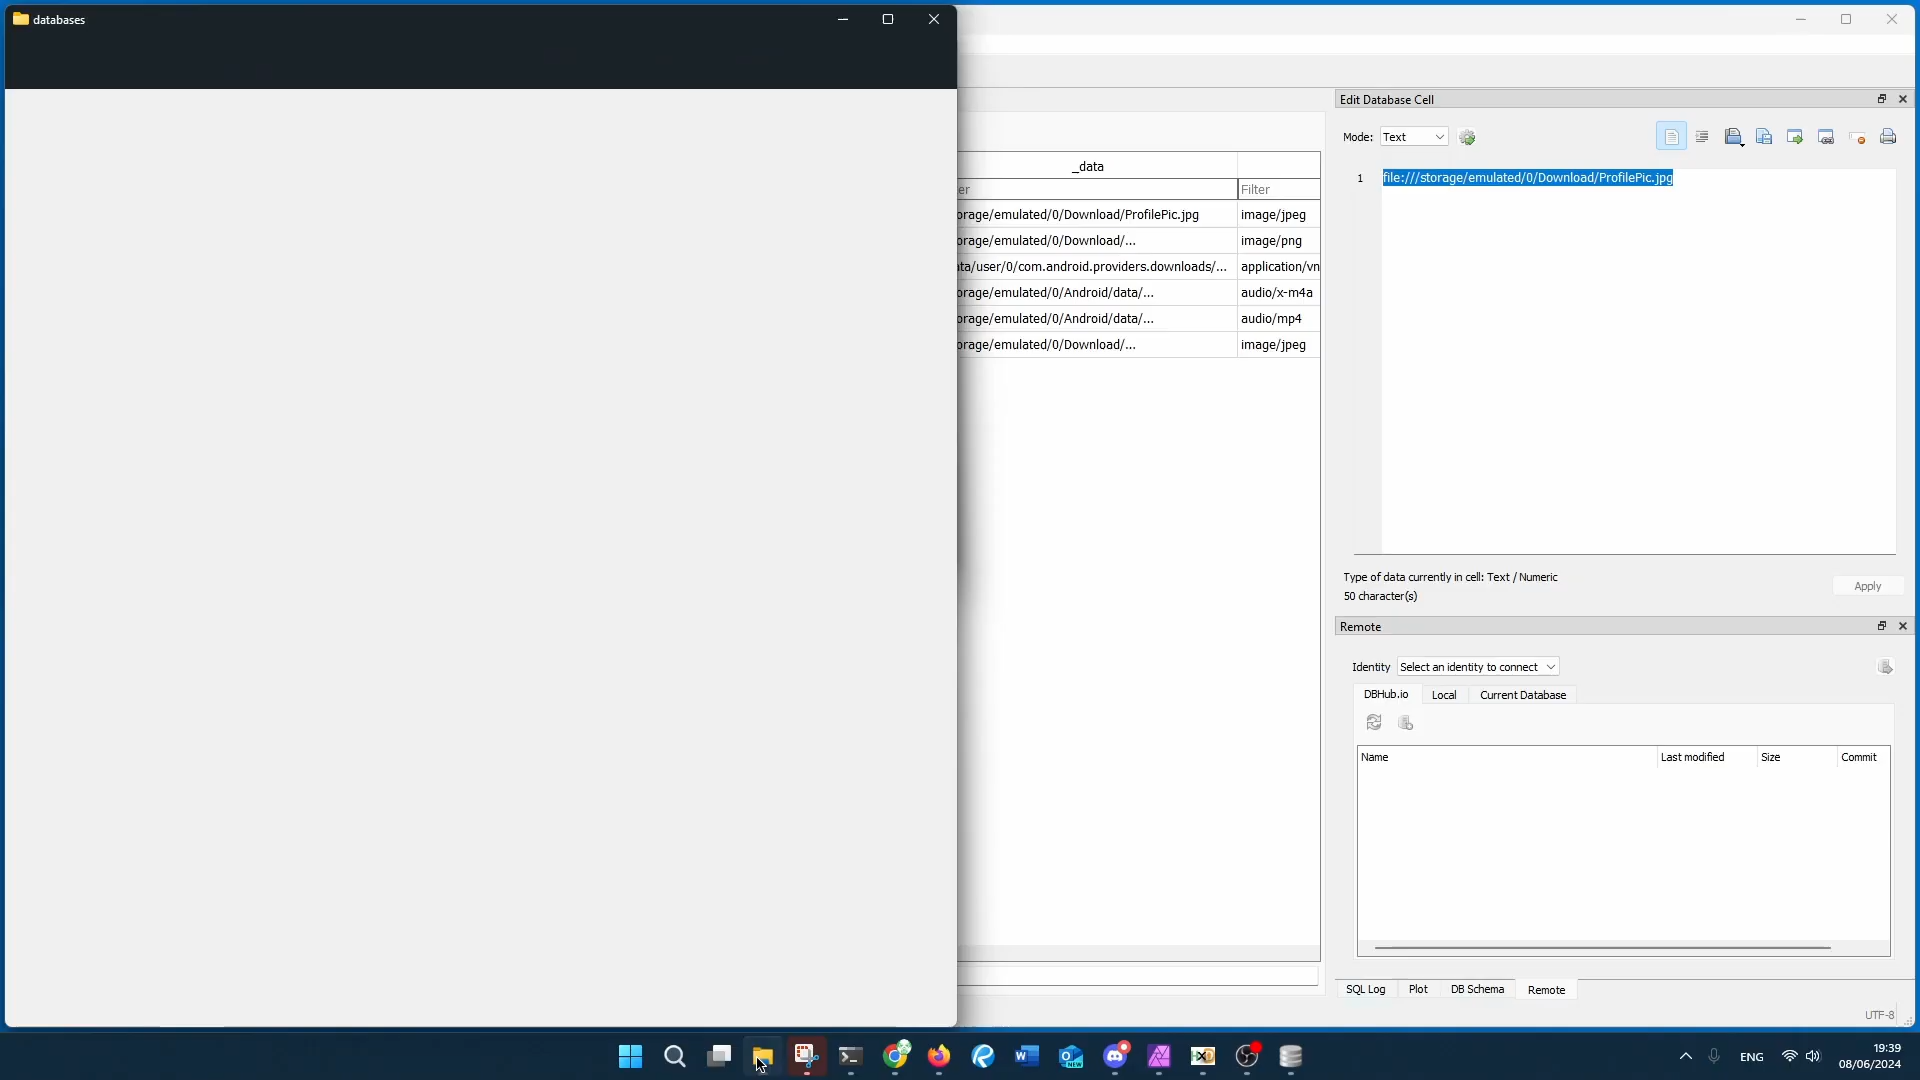 databases
Edit Database Cell
Mode: Text
_data
1 file:///storage/emulated/0/Download/ProfilePic.jpg
er Filter
orage/emulated/0/Download/ProfilePic.jpg image/jpeg
orage/emulated/0/Download/... image/png
ata/user/0/com.android.providers.downloads/... application/vn
orage/emulated/0/Android/data/... audio/x-m4a
orage/emulated/0/Android/data/... audio/mp4
orage/emulated/0/Download/... image/jpeg
Type of data currently in cell: Text / Numeric
50 character(s)
Apply
Remote
Identity Select an identity to connect
DBHub.io Local Current Database
Name Last modified Size Commit
SQL Log Plot DB Schema Remote
UTF-8
ENG
19:39
08/06/2024